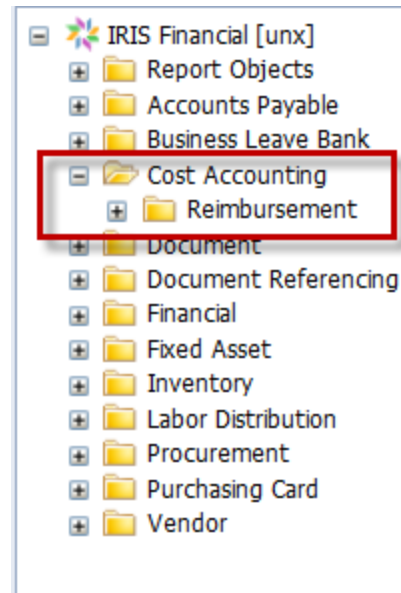 IRIS Financial [unx]
Report Objects
Accounts Payable
Business Leave Bank
Cost Accounting
Reimbursement
Document
Document Referencing
Financial
Fixed Asset
Inventory
Labor Distribution
Procurement
Purchasing Card
Vendor